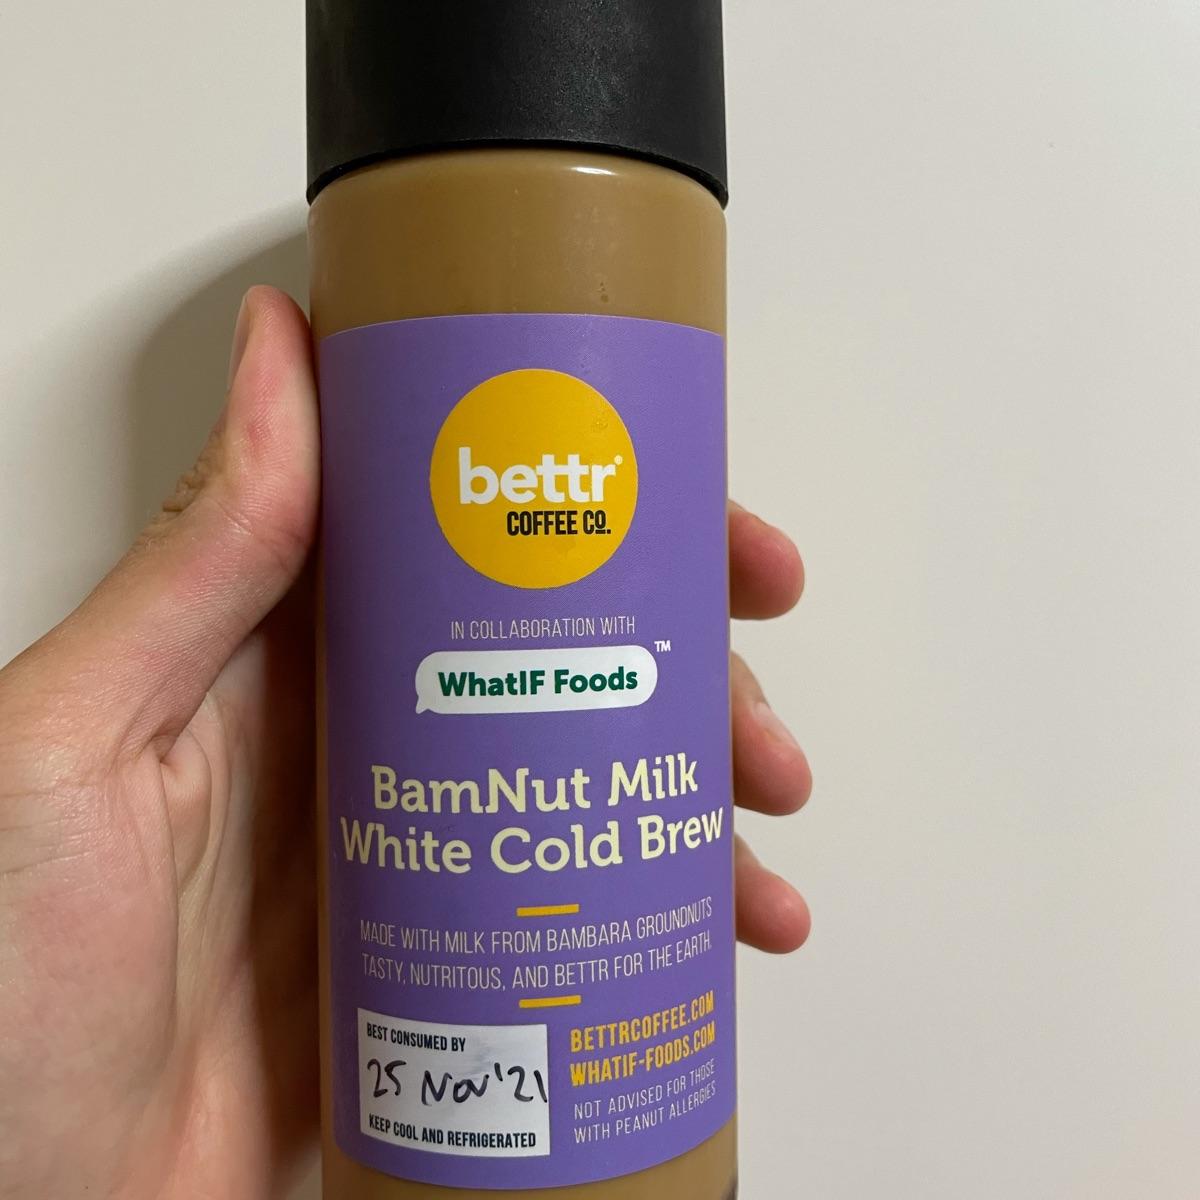 bettr®
COFFEE CO.
IN COLLABORATION WITH
WhatIF Foods™
BamNut Milk
White Cold Brew
MADE WITH MILK FROM BAMBARA GROUNDNUTS
TASTY, NUTRITOUS, AND BETTR FOR THE EARTH.
BEST CONSUMED BY
25 Nov'21
KEEP COOL AND REFRIGERATED
BETTRCOFFEE.COM
WHATIF-FOODS.COM
NOT ADVISED FOR THOSE
WITH PEANUT ALLERGIES